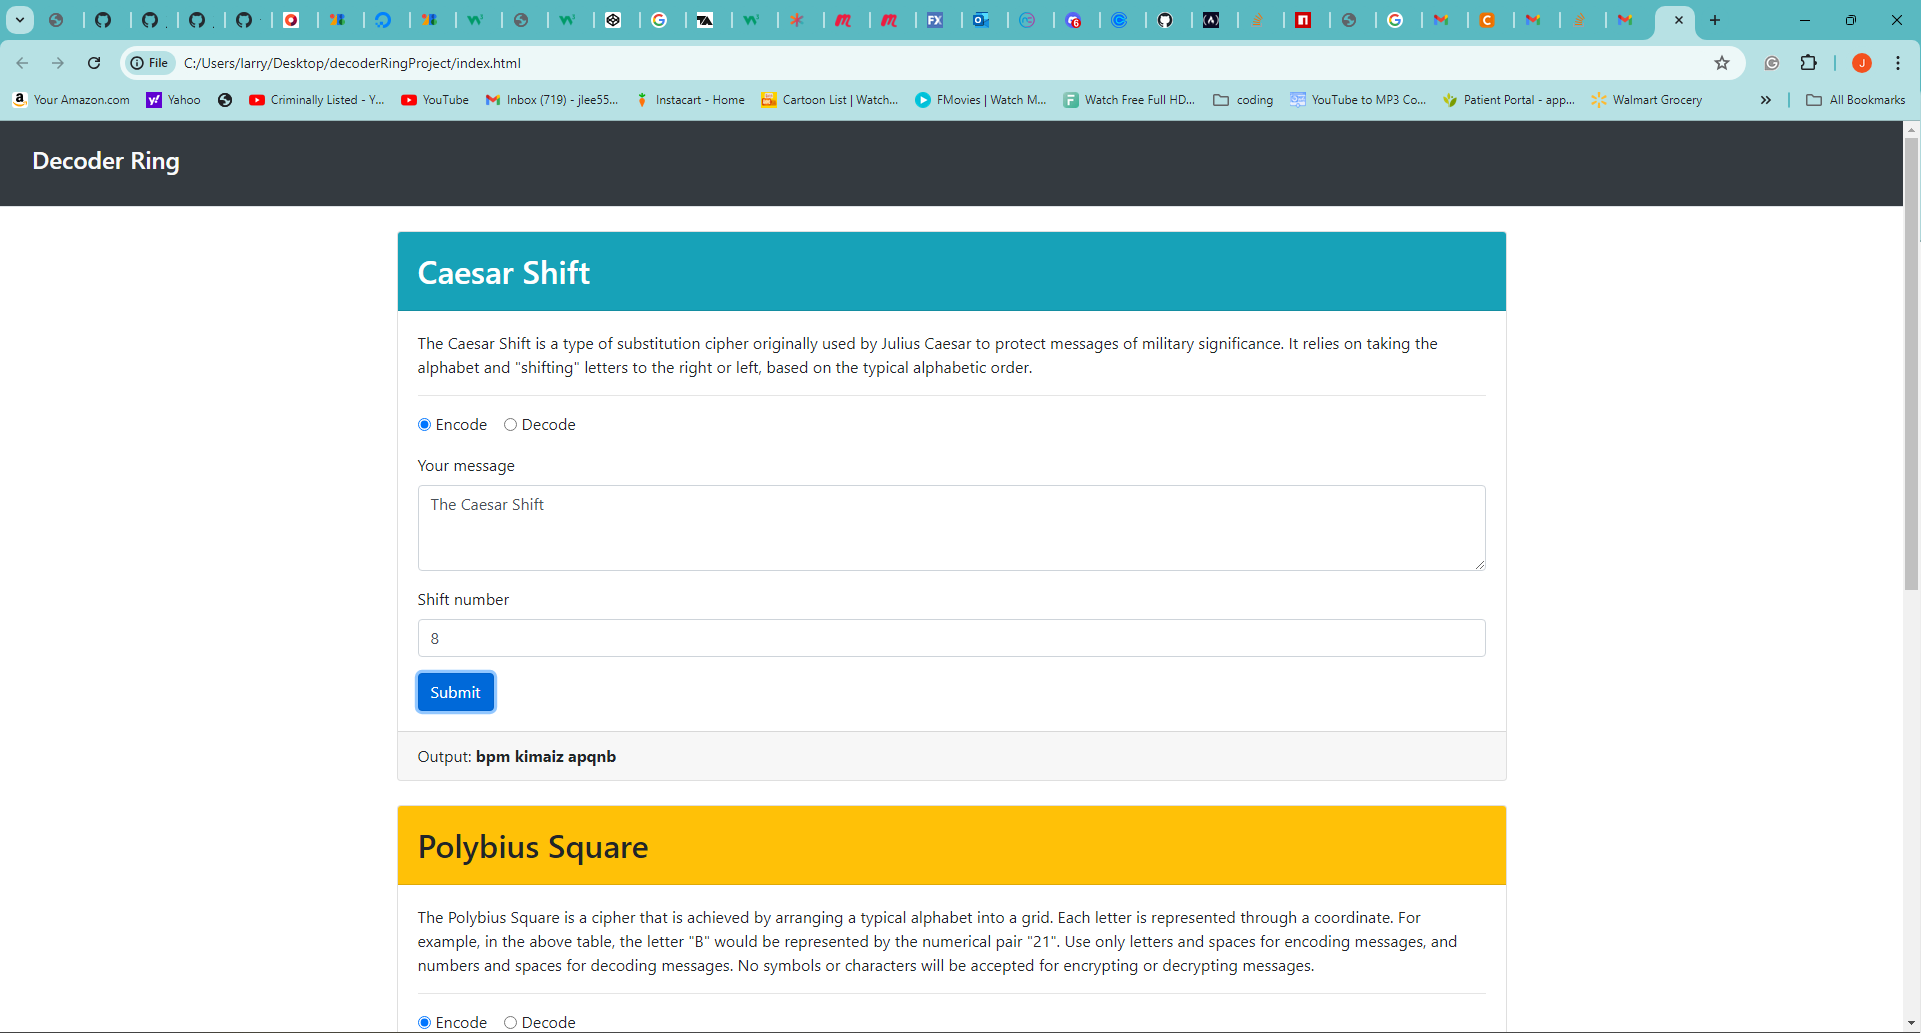 File C:/Users/larry/Desktop/decoderRingProject/index.html
Your Amazon.com Yahoo Criminally Listed - Y... YouTube Inbox (719) - jlee55... Instacart - Home Cartoon List | Watch... FMovies | Watch M... Watch Free Full HD... coding YouTube to MP3 Co... Patient Portal - app... Walmart Grocery » All Bookmarks
Decoder Ring
Caesar Shift
The Caesar Shift is a type of substitution cipher originally used by Julius Caesar to protect messages of military significance. It relies on taking the
alphabet and "shifting" letters to the right or left, based on the typical alphabetic order.
Encode Decode
Your message
The Caesar Shift
Shift number
8
Submit
Output: bpm kimaiz apqnb
Polybius Square
The Polybius Square is a cipher that is achieved by arranging a typical alphabet into a grid. Each letter is represented through a coordinate. For
example, in the above table, the letter "B" would be represented by the numerical pair "21". Use only letters and spaces for encoding messages, and
numbers and spaces for decoding messages. No symbols or characters will be accepted for encrypting or decrypting messages.
Encode Decode